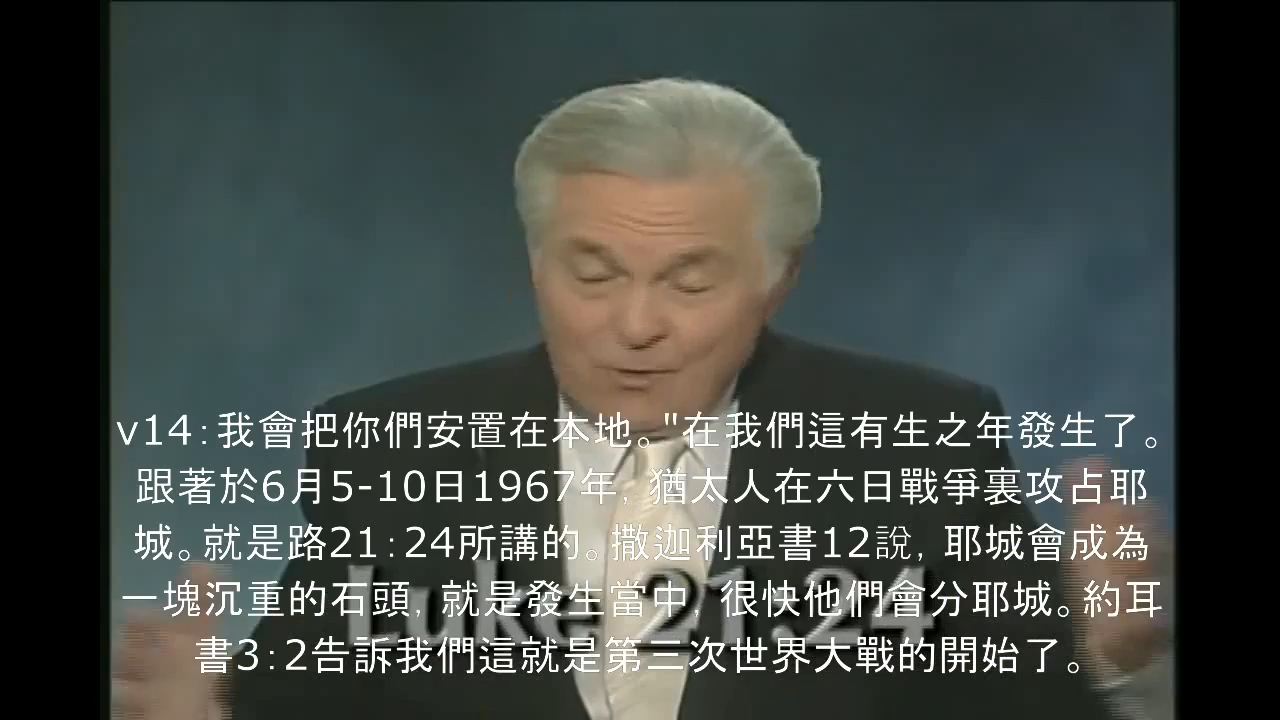 v14:我會把你們安置在本地。"在我們這有生之年發生了。
跟著於6月5-10日1967年,猶太人在六日戰爭裏攻占耶
城。就是路21:24所講的。撒迦利亞書12說,耶城會成為
一塊沉重的石頭,就是發生當中,很快他們會分耶城。約耳
書3:2告訴我們這就是第三次世界大戰的開始了。
Luke 21:24